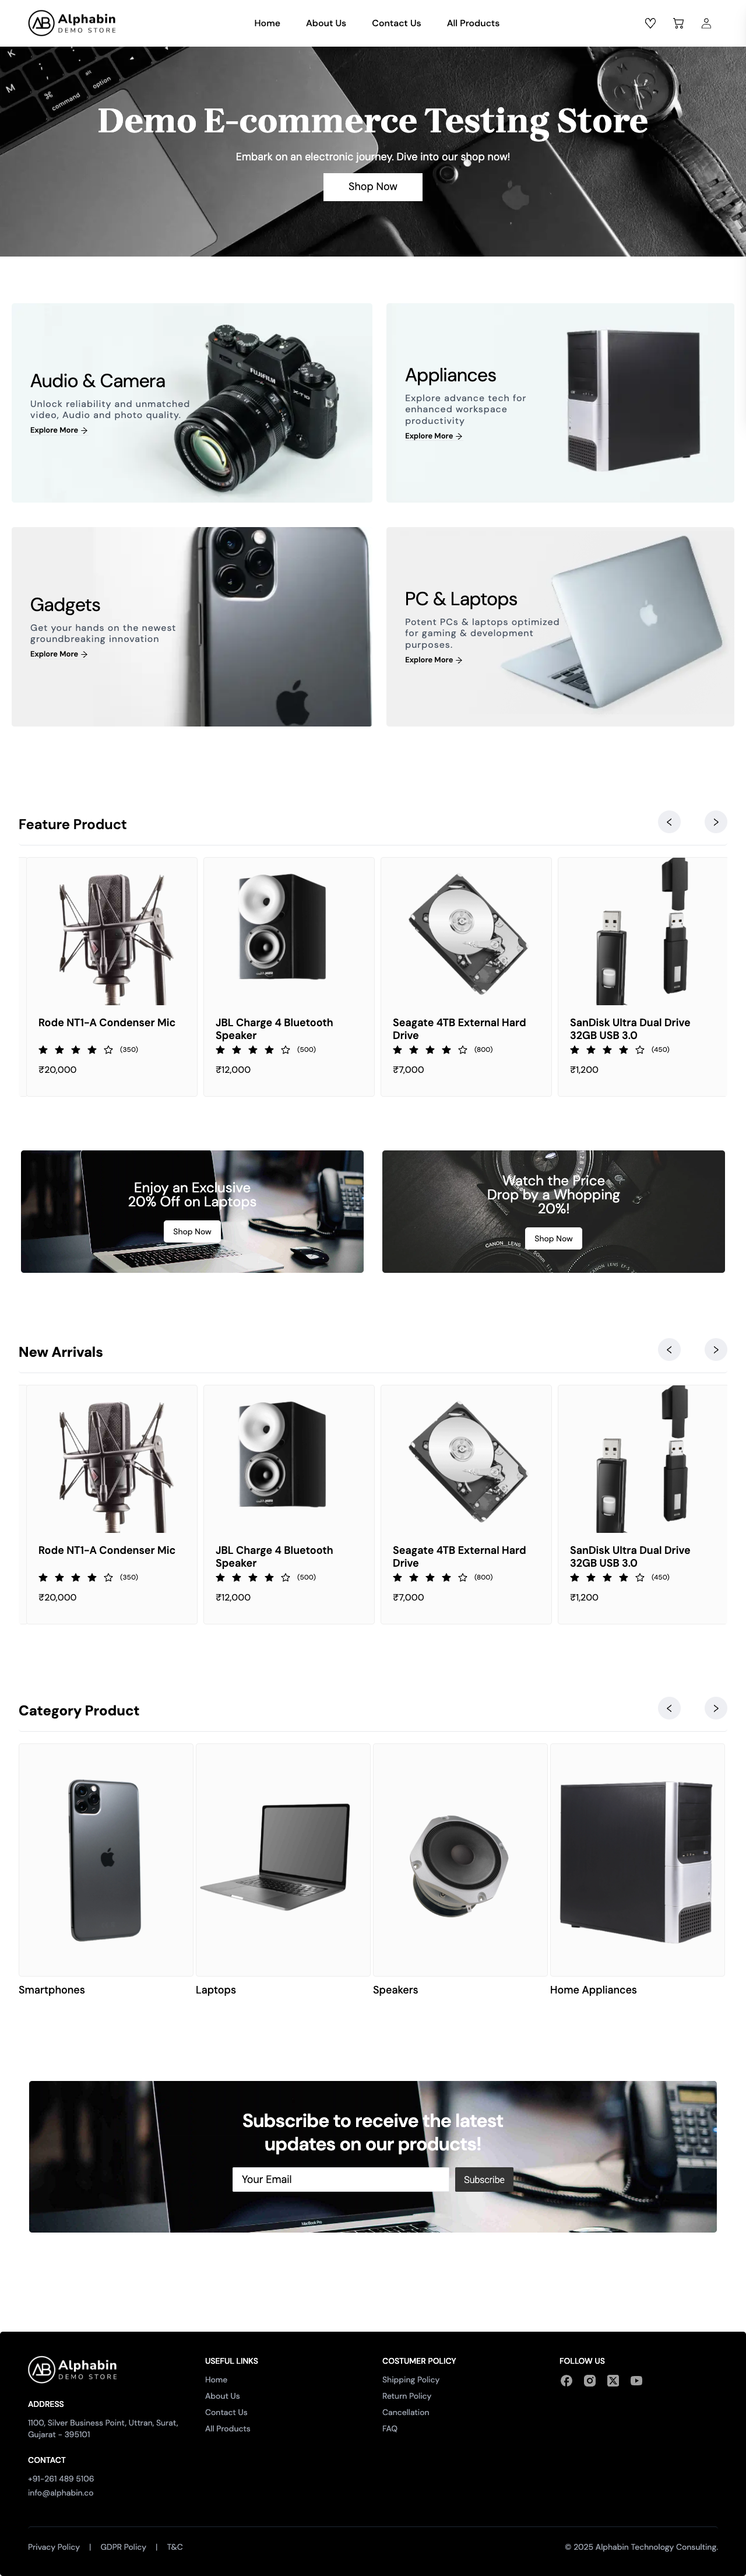 Alphabin
DEMO STORE
Home
About Us
Contact Us
All Products
Demo E-commerce Testing Store
Embark on an electronic journey. Dive into our shop now!
Shop Now
K
M
command
option
Audio & Camera
Unlock reliability and unmatched
video, Audio and photo quality.
Explore More
FUJIFILM
X-T10
Appliances
Explore advance tech for
enhanced workspace
productivity
Explore More
Gadgets
Get your hands on the newest
groundbreaking innovation
Explore More
PC & Laptops
Potent PCs & laptops optimized
for gaming & development
purposes.
Explore More
Feature Product
Rode NT1-A Condenser Mic
(350)
₹20,000
JBL Charge 4 Bluetooth
Speaker
(500)
₹12,000
Seagate 4TB External Hard
Drive
(800)
₹7,000
SanDisk Ultra Dual Drive
32GB USB 3.0
(450)
₹1,200
Enjoy an Exclusive
20% Off on Laptops
Shop Now
Watch the Price
Drop by a Whopping
20%!
Shop Now
CANON LENS
New Arrivals
Rode NT1-A Condenser Mic
(350)
₹20,000
JBL Charge 4 Bluetooth
Speaker
(500)
₹12,000
Seagate 4TB External Hard
Drive
(800)
₹7,000
SanDisk Ultra Dual Drive
32GB USB 3.0
(450)
₹1,200
Category Product
Smartphones
Laptops
Speakers
Home Appliances
Subscribe to receive the latest
updates on our products!
Your Email
Subscribe
MacBook Pro
Alphabin
DEMO STORE
ADDRESS
1100, Silver Business Point, Uttran, Surat,
Gujarat - 395101
CONTACT
+91-261 489 5106
info@alphabin.co
USEFUL LINKS
Home
About Us
Contact Us
All Products
COSTUMER POLICY
Shipping Policy
Return Policy
Cancellation
FAQ
FOLLOW US
Privacy Policy | GDPR Policy | T&C
© 2025 Alphabin Technology Consulting.